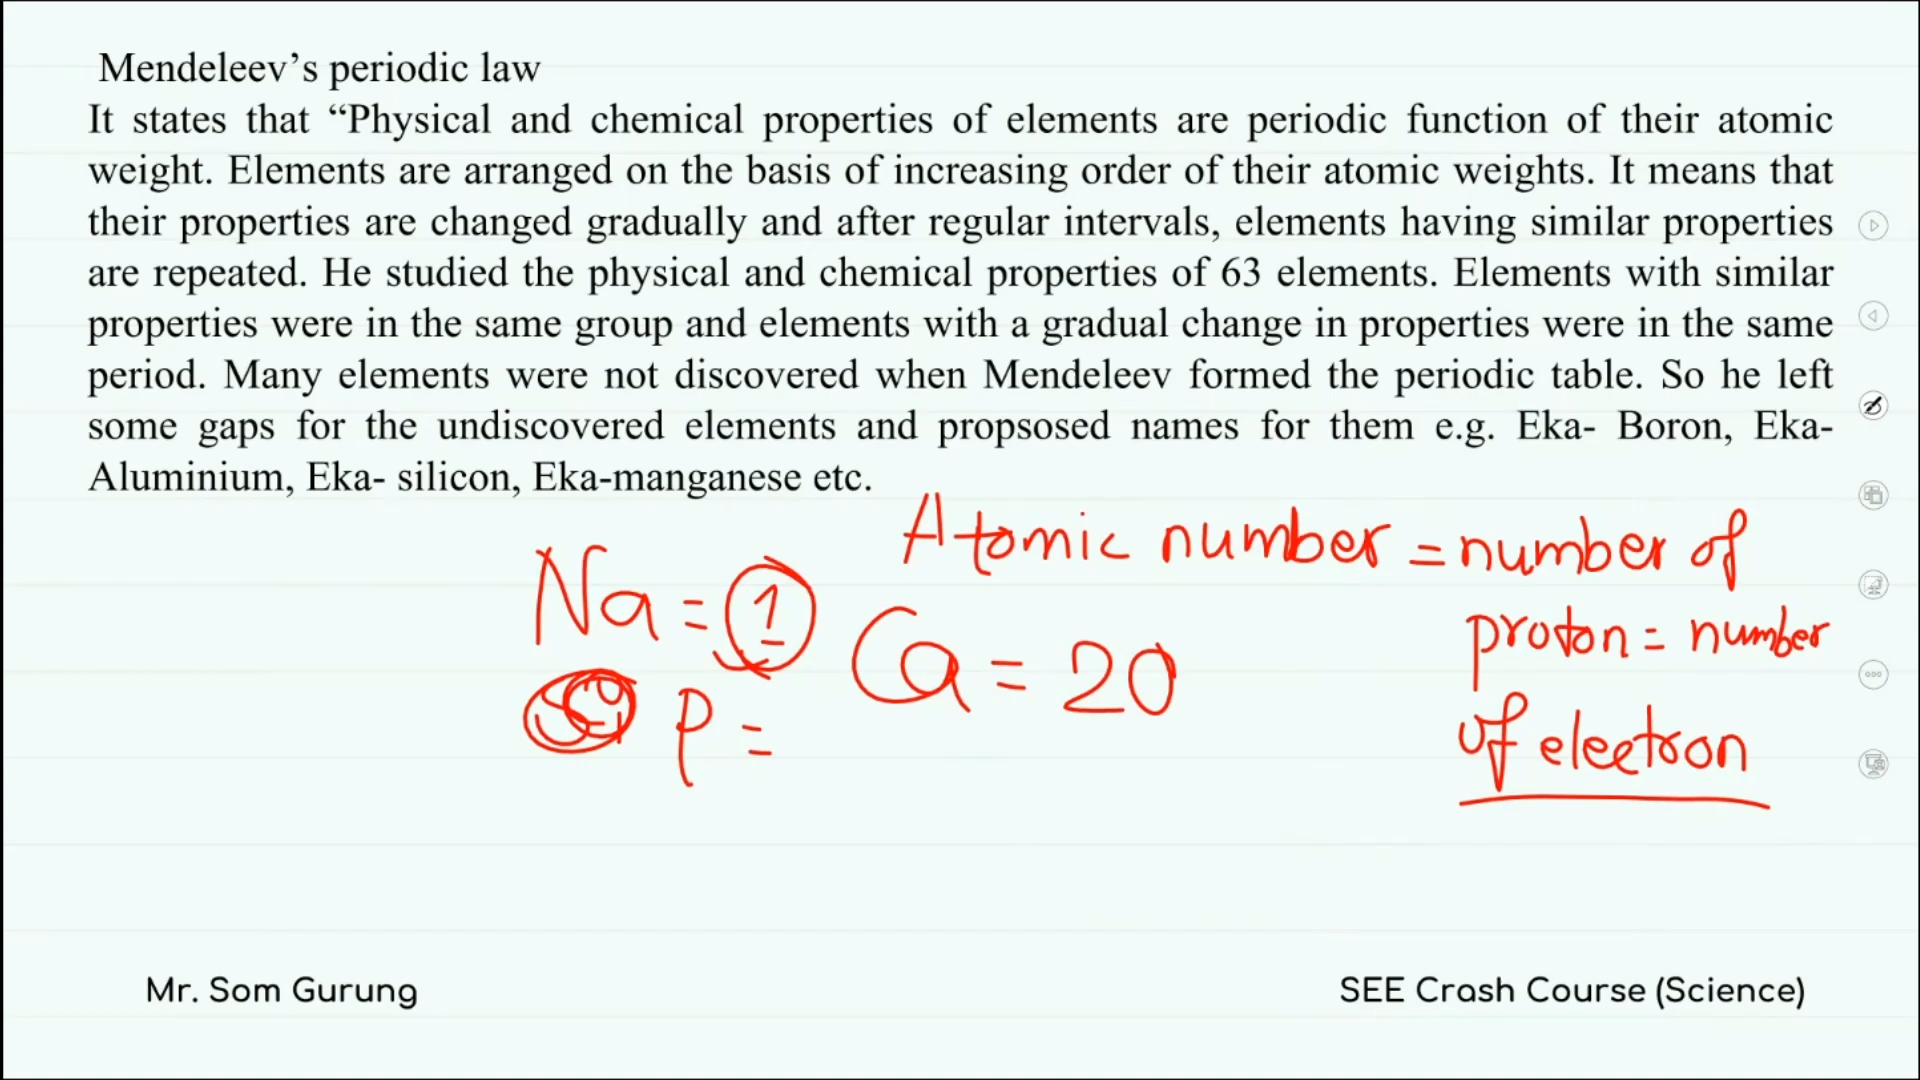 Mendeleev’s periodic law
It states that “Physical and chemical properties of elements are periodic function of their atomic
weight. Elements are arranged on the basis of increasing order of their atomic weights. It means that
their properties are changed gradually and after regular intervals, elements having similar properties
are repeated. He studied the physical and chemical properties of 63 elements. Elements with similar
properties were in the same group and elements with a gradual change in properties were in the same
period. Many elements were not discovered when Mendeleev formed the periodic table. So he left
some gaps for the undiscovered elements and propsosed names for them e.g. Eka- Boron, Eka-
Aluminium, Eka- silicon, Eka-manganese etc.
Atomic number = number of
proton = number
of electron
Na = 1
Ca = 20
P =
Mr. Som Gurung
SEE Crash Course (Science)